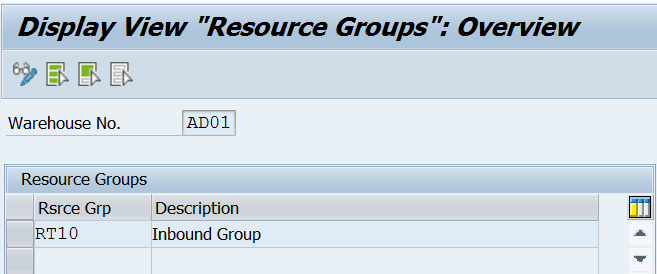 Display View "Resource Groups": Overview
Warehouse No. AD01
Resource Groups
Rsrce Grp Description
RT10 Inbound Group